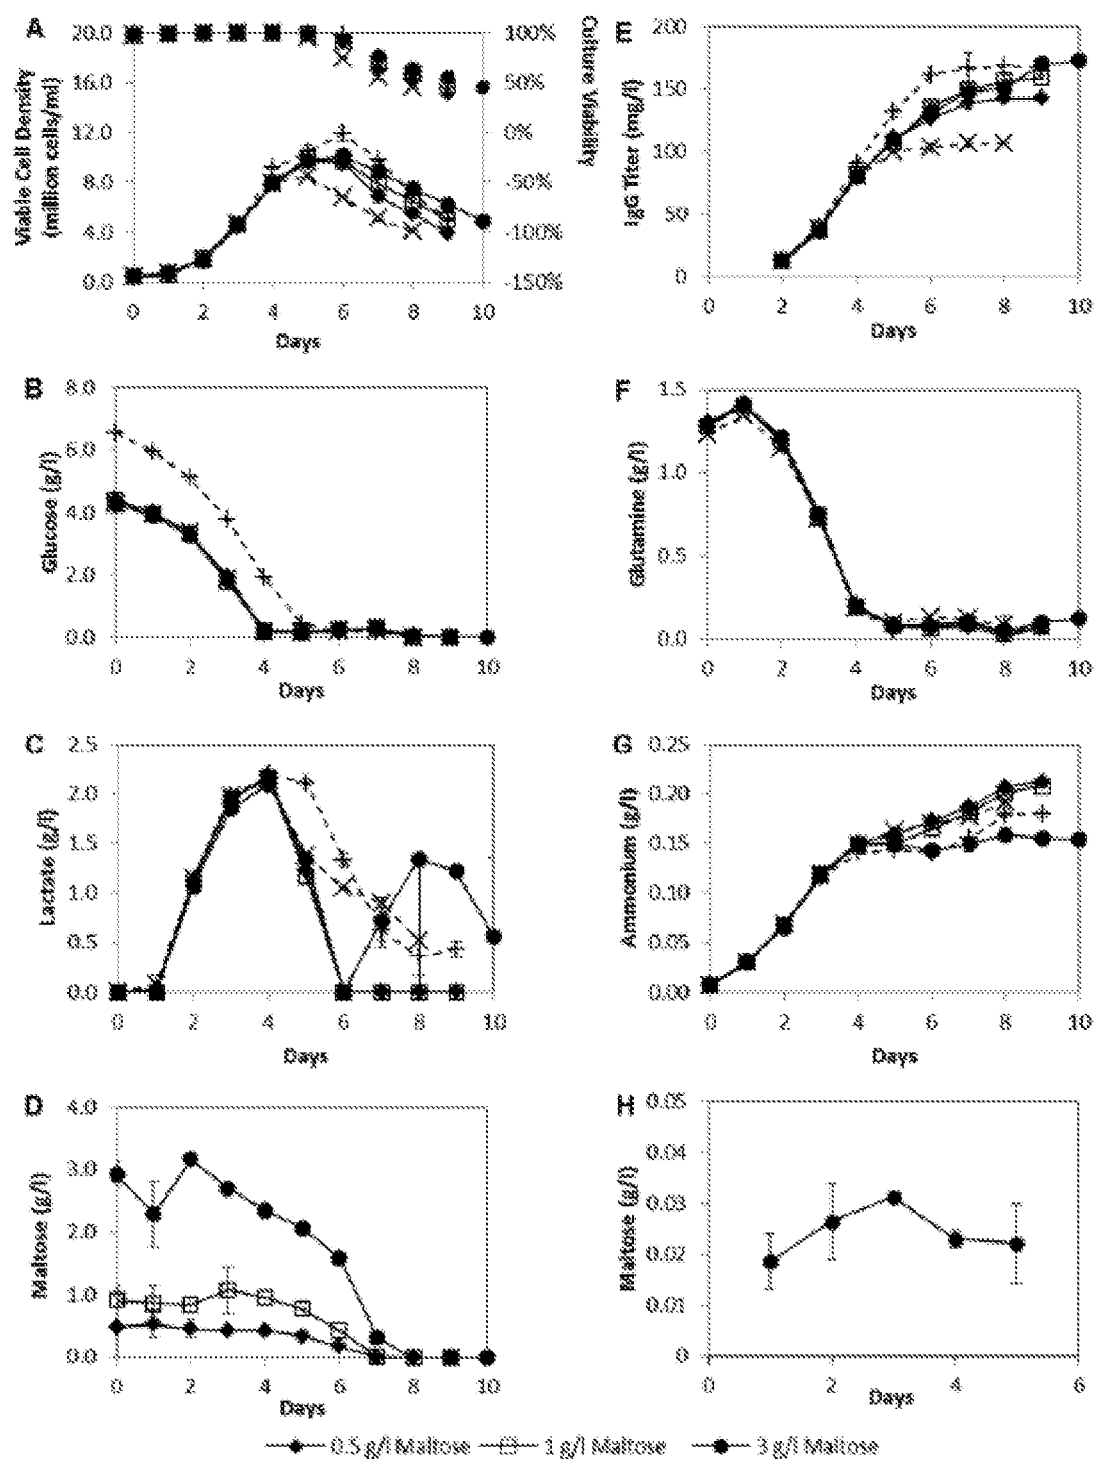 A
20.0
16.0
12.0
8.0
4.0
0.0
100%
50%
0%
-50%
-100%
-150%
Viable Cell Density
(million cells/ml)
Culture Viability
0 2 4 6 8 10
Days
E
200
150
100
50
0
IgG Titer (mg/l)
0 2 4 6 8 10
Days
B
8.0
6.0
4.0
2.0
0.0
Glucose (g/l)
0 2 4 6 8 10
Days
F
1.5
1.0
0.5
0.0
Glutamine (g/l)
0 2 4 6 8 10
Days
C
2.5
2.0
1.5
1.0
0.5
0.0
Lactate (g/l)
0 2 4 6 8 10
Days
G
0.25
0.20
0.15
0.10
0.05
0.00
Ammonium (g/l)
0 2 4 6 8 10
Days
D
4.0
3.0
2.0
1.0
0.0
Maltose (g/l)
0 2 4 6 8 10
Days
H
0.05
0.04
0.03
0.02
0.01
0
Maltose (g/l)
0 2 4 6
Days
0.5 g/l Maltose 1 g/l Maltose 3 g/l Maltose